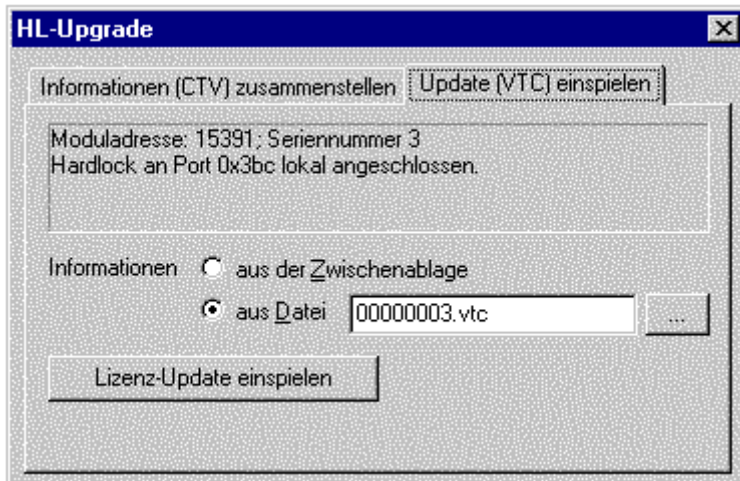 HL-Upgrade
Informationen (CTV) zusammenstellen
Update (VTC) einspielen
Moduladresse: 15391; Seriennummer 3
Hardlock an Port 0x3bc lokal angeschlossen.
Informationen
aus der Zwischenablage
aus Datei
00000003.vtc
...
Lizenz-Update einspielen